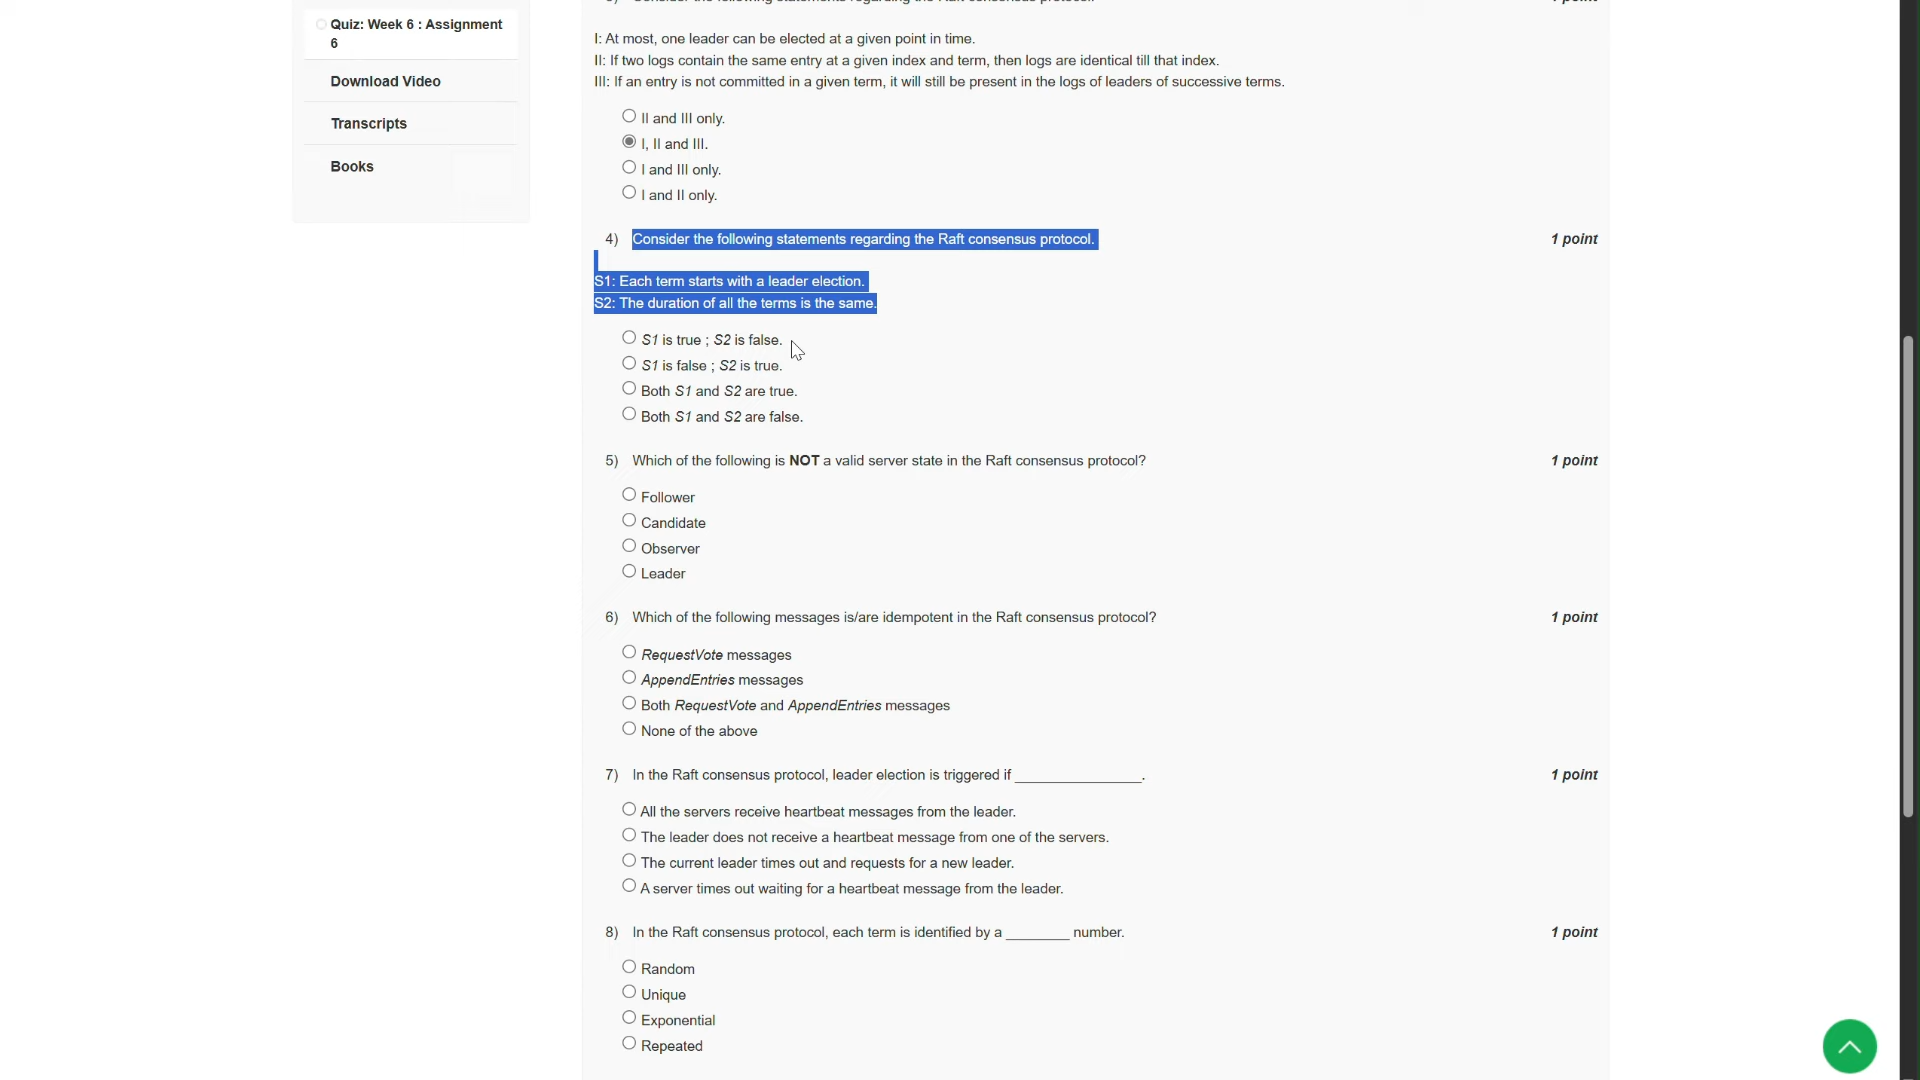 Quiz: Week 6 : Assignment
6
Download Video
Transcripts
Books
I: At most, one leader can be elected at a given point in time.
II: If two logs contain the same entry at a given index and term, then logs are identical till that index.
III: If an entry is not committed in a given term, it will still be present in the logs of leaders of successive terms.
II and III only.
I, II and III.
I and III only.
I and II only.
4) Consider the following statements regarding the Raft consensus protocol. 1 point
S1: Each term starts with a leader election.
S2: The duration of all the terms is the same.
S1 is true ; S2 is false.
S1 is false ; S2 is true.
Both S1 and S2 are true.
Both S1 and S2 are false.
5) Which of the following is NOT a valid server state in the Raft consensus protocol? 1 point
Follower
Candidate
Observer
Leader
6) Which of the following messages is/are idempotent in the Raft consensus protocol? 1 point
RequestVote messages
AppendEntries messages
Both RequestVote and AppendEntries messages
None of the above
7) In the Raft consensus protocol, leader election is triggered if ________________. 1 point
All the servers receive heartbeat messages from the leader.
The leader does not receive a heartbeat message from one of the servers.
The current leader times out and requests for a new leader.
A server times out waiting for a heartbeat message from the leader.
8) In the Raft consensus protocol, each term is identified by a ________ number. 1 point
Random
Unique
Exponential
Repeated